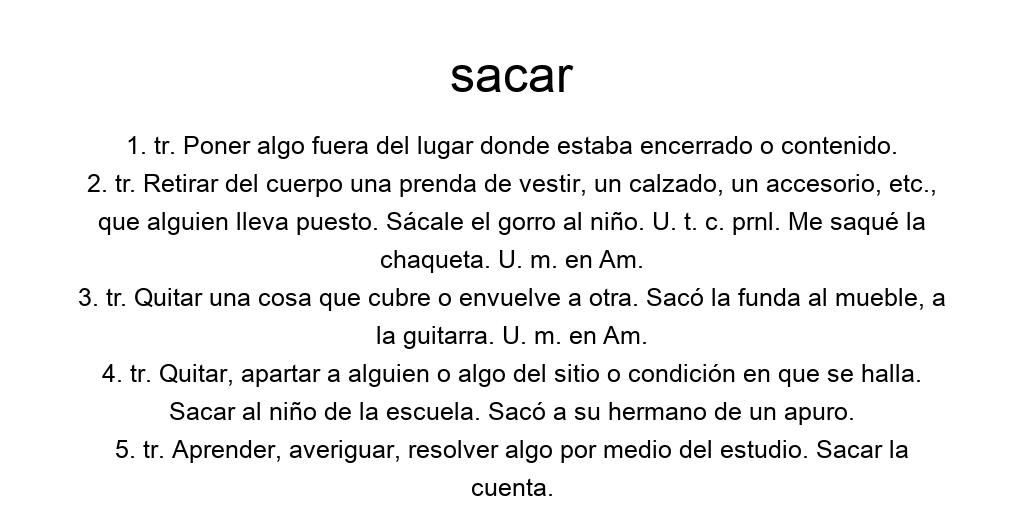 sacar
1. tr. Poner algo fuera del lugar donde estaba encerrado o contenido.
2. tr. Retirar del cuerpo una prenda de vestir, un calzado, un accesorio, etc.,
que alguien lleva puesto. Sácale el gorro al niño. U. t. c. prnl. Me saqué la
chaqueta. U. m. en Am.
3. tr. Quitar una cosa que cubre o envuelve a otra. Sacó la funda al mueble, a
la guitarra. U. m. en Am.
4. tr. Quitar, apartar a alguien o algo del sitio o condición en que se halla.
Sacar al niño de la escuela. Sacó a su hermano de un apuro.
5. tr. Aprender, averiguar, resolver algo por medio del estudio. Sacar la
cuenta.